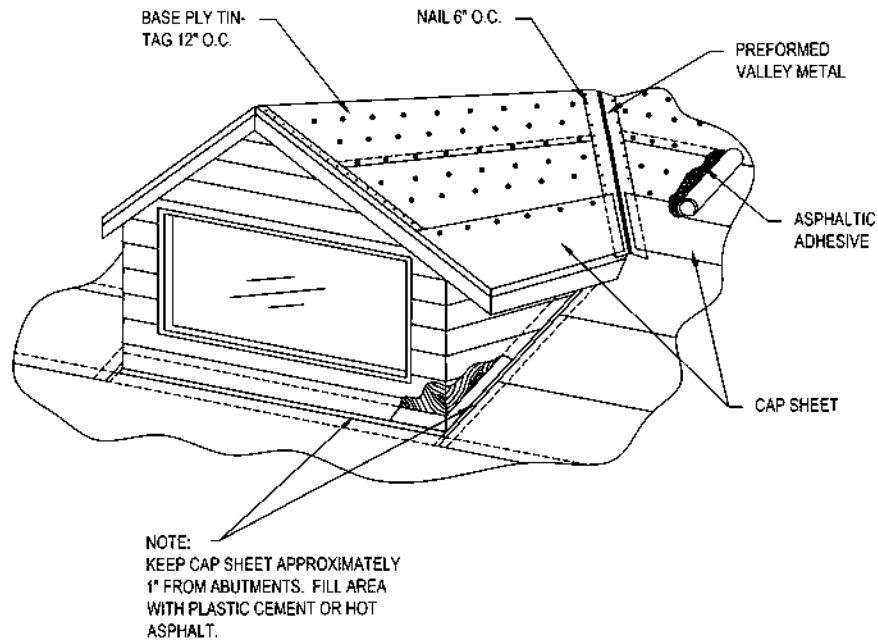 BASE PLY TIN-
TAG 12" O.C.
NAIL 6" O.C.
PREFORMED
VALLEY METAL
ASPHALTIC
ADHESIVE
CAP SHEET
NOTE:
KEEP CAP SHEET APPROXIMATELY
1" FROM ABUTMENTS. FILL AREA
WITH PLASTIC CEMENT OR HOT
ASPHALT.